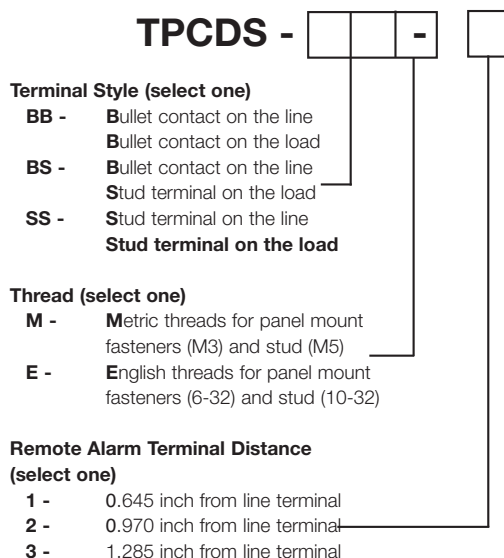 TPCDS - -
Terminal Style (select one)
BB - Bullet contact on the line
Bullet contact on the load
BS - Bullet contact on the line
Stud terminal on the load
SS - Stud terminal on the line
Stud terminal on the load
Thread (select one)
M - Metric threads for panel mount
fasteners (M3) and stud (M5)
E - English threads for panel mount
fasteners (6-32) and stud (10-32)
Remote Alarm Terminal Distance
(select one)
1 - 0.645 inch from line terminal
2 - 0.970 inch from line terminal
3 - 1.285 inch from line terminal